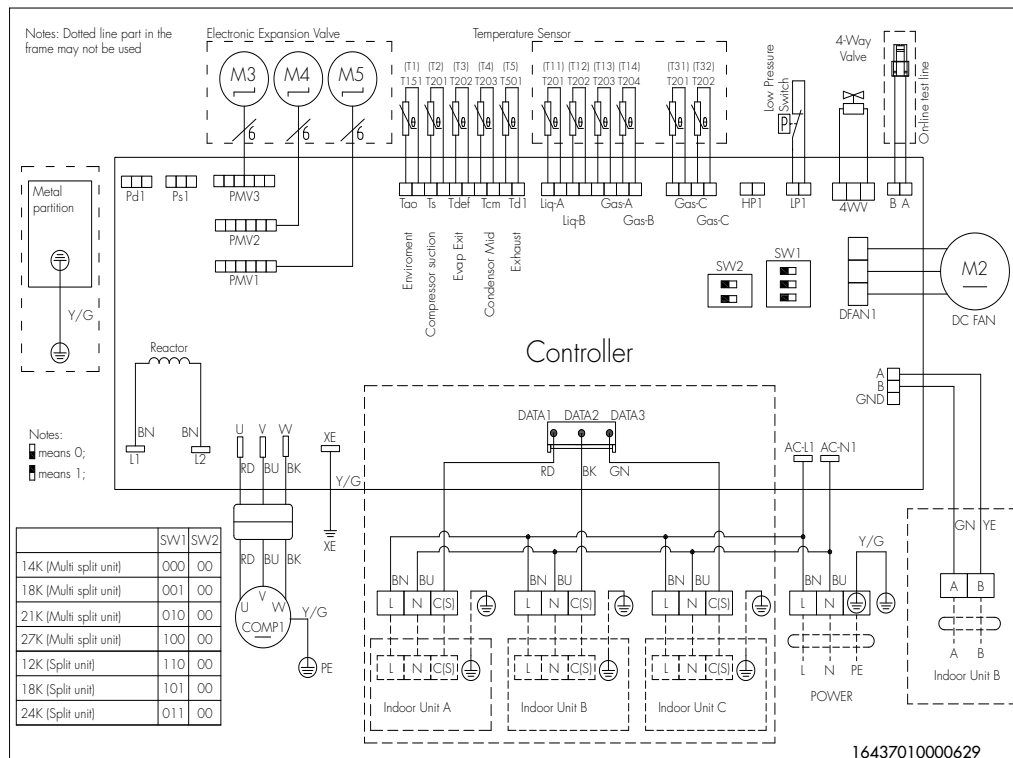 Notes: Dotted line part in the
frame may not be used
Electronic Expansion Valve
M3 M4 M5
6 6 6
Temperature Sensor
(T1) (T2) (T3) (T4) (T5)
T151 T201 T202 T203 T501
(T11) (T12) (T13) (T14)
T201 T202 T203 T204
(T31) (T32)
T201 T202
θ θ θ θ θ θ θ θ θ θ θ
Low Pressure
Switch
P
4-Way
Valve
On-line test line
Metal
partition
Y/G
Pd1 Ps1 PMV3
PMV2
PMV1
Tao Ts Tdef Tcm Td1
Enviroment
Compressor suction
Evap Exit
Condensor Mid
Exhaust
Liq-A Gas-A
Liq-B Gas-B
Gas-C
Gas-C
HP1 LP1 4WV B A
SW2 SW1
M2
DFAN1 DC FAN
Controller
Reactor
BN BN
L1 L2
Notes:
means 0;
means 1;
U V W
RD BU BK
XE
Y/G
XE
RD BU BK
U V W
COMP1
Y/G
PE
DATA1 DATA2 DATA3
RD BK GN
AC-L1 AC-N1
A
B
GND
GN YE
SW1 SW2
14K (Multi split unit) 000 00
18K (Multi split unit) 001 00
21K (Multi split unit) 010 00
27K (Multi split unit) 100 00
12K (Split unit) 110 00
18K (Split unit) 101 00
24K (Split unit) 011 00
BN BU BN BU BN BU BN BU Y/G
L N C(S) L N C(S) L N C(S) L N
L N C(S) L N C(S) L N C(S) L N PE
Indoor Unit A Indoor Unit B Indoor Unit C POWER
A B
A B
Indoor Unit B
16437010000629